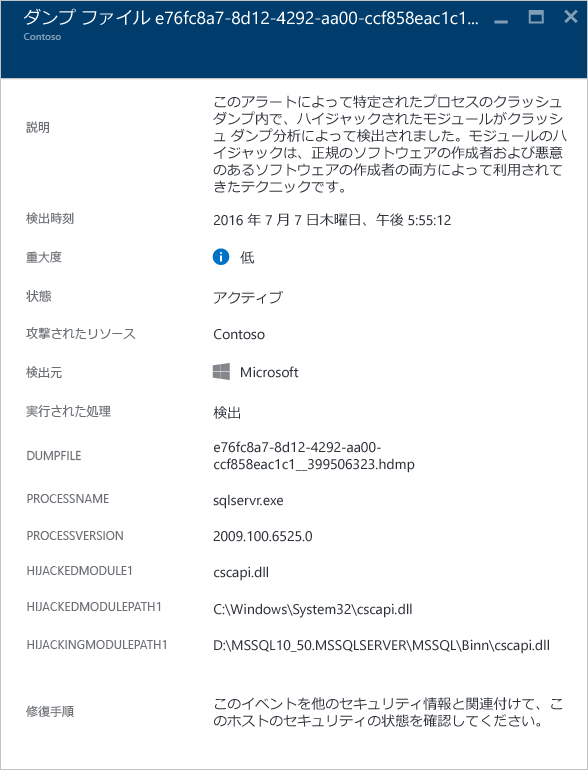 ダンプ ファイル e76fc8a7-8d12-4292-aa00-ccf858eac1c1...
Contoso
説明
このアラートによって特定されたプロセスのクラッシュ
ダンプ内で、ハイジャックされたモジュールがクラッシ
ュ ダンプ分析によって検出されました。モジュールのハ
イジャックは、正規のソフトウェアの作成者および悪意
のあるソフトウェアの作成者の両方によって利用されて
きたテクニックです。
検出時刻
2016 年 7 月 7 日木曜日、午後 5:55:12
重大度
低
状態
アクティブ
攻撃されたリソース
Contoso
検出元
Microsoft
実行された処理
検出
DUMPFILE
e76fc8a7-8d12-4292-aa00-
ccf858eac1c1__399506323.hdmp
PROCESSNAME
sqlservr.exe
PROCESSVERSION
2009.100.6525.0
HIJACKEDMODULE1
cscapi.dll
HIJACKEDMODULEPATH1
C:\Windows\System32\cscapi.dll
HIJACKINGMODULEPATH1
D:\MSSQL10_50.MSSQLSERVER\MSSQL\Binn\cscapi.dll
修復手順
このイベントを他のセキュリティ情報と関連付けて、こ
のホストのセキュリティの状態を確認してください。